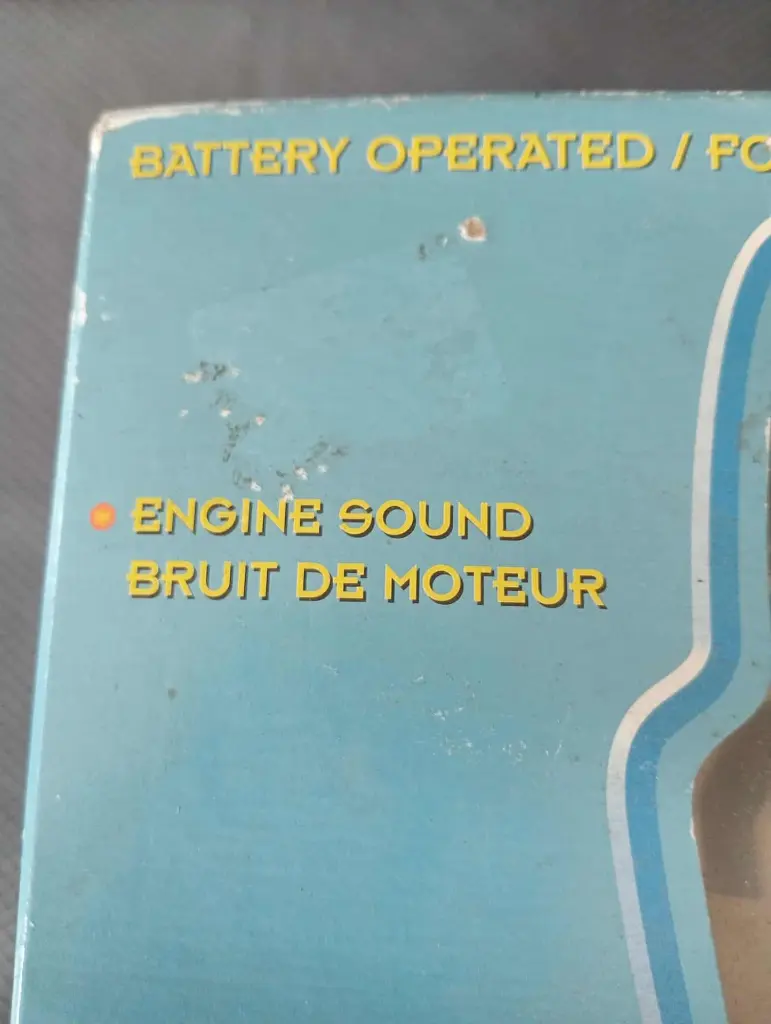 BATTERY OPERATED / FO
ENGINE SOUND
BRUIT DE MOTEUR